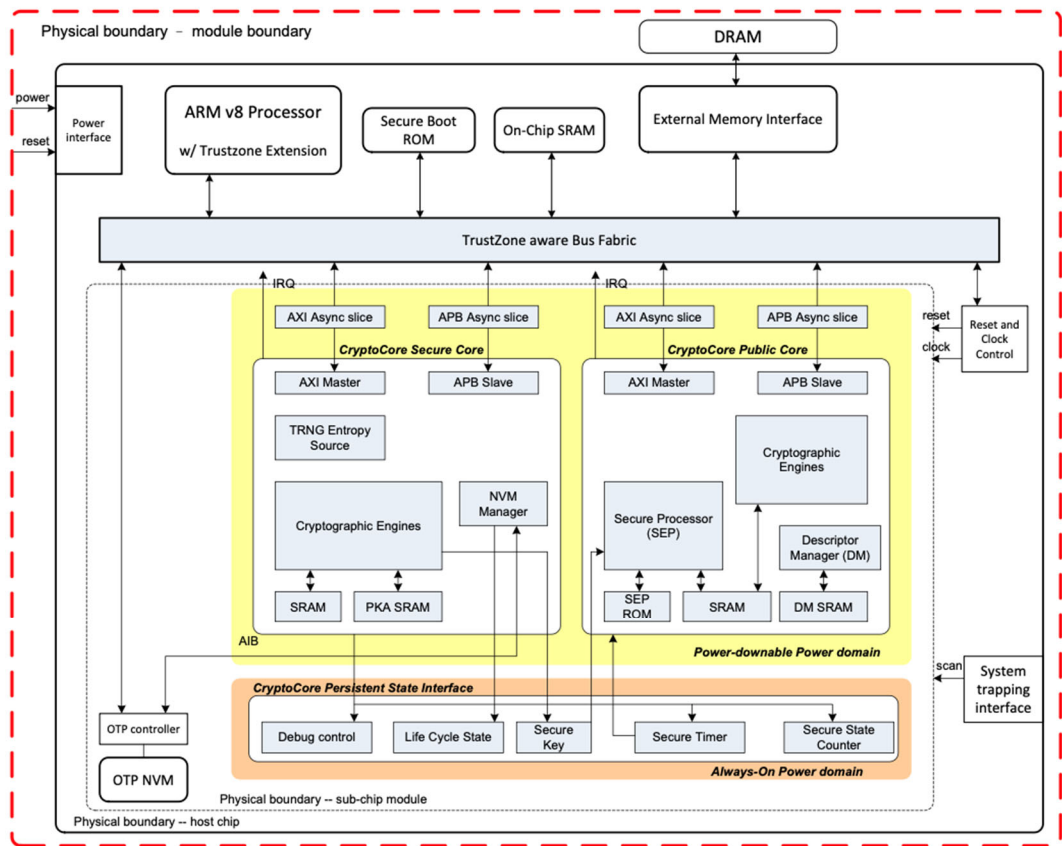 Physical boundary – module boundary
DRAM
power
reset
Power
interface
ARM v8 Processor
w/ Trustzone Extension
Secure Boot
ROM
On-Chip SRAM
External Memory Interface
TrustZone aware Bus Fabric
IRQ
IRQ
AXI Async slice
APB Async slice
AXI Async slice
APB Async slice
reset
clock
Reset and
Clock
Control
CryptoCore Secure Core
CryptoCore Public Core
AXI Master
APB Slave
AXI Master
APB Slave
TRNG Entropy
Source
Cryptographic Engines
NVM
Manager
SRAM
PKA SRAM
Cryptographic
Engines
Secure Processor
(SEP)
Descriptor
Manager (DM)
SEP
ROM
SRAM
DM SRAM
AIB
Power-downable Power domain
scan
System
trapping
interface
CryptoCore Persistent State Interface
Debug control
Life Cycle State
Secure
Key
Secure Timer
Secure State
Counter
Always-On Power domain
OTP controller
OTP NVM
Physical boundary -- sub-chip module
Physical boundary -- host chip